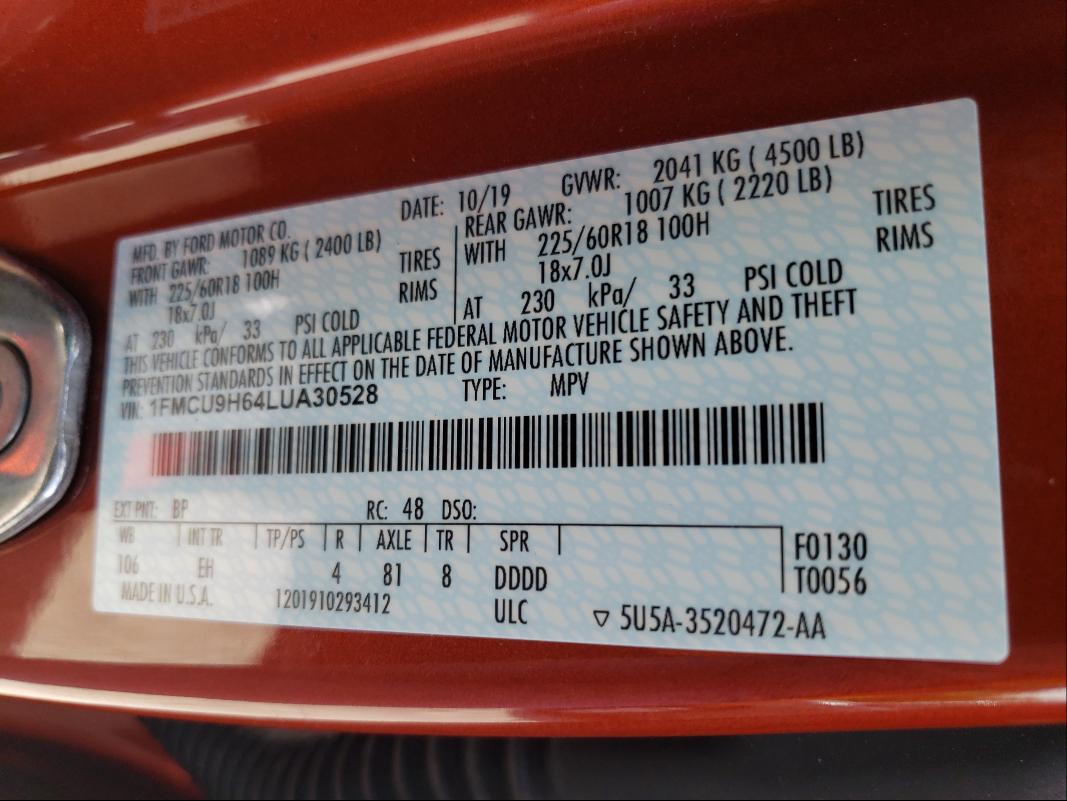 MFD. BY FORD MOTOR CO. DATE: 10/19 GVWR: 2041 KG ( 4500 LB)
FRONT GAWR: 1089 KG ( 2400 LB) REAR GAWR: 1007 KG ( 2220 LB)
WITH 225/60R18 100H TIRES WITH 225/60R18 100H TIRES
18x7.0J RIMS 18x7.0J RIMS
AT 230 kPa/ 33 PSI COLD AT 230 kPa/ 33 PSI COLD
THIS VEHICLE CONFORMS TO ALL APPLICABLE FEDERAL MOTOR VEHICLE SAFETY AND THEFT
PREVENTION STANDARDS IN EFFECT ON THE DATE OF MANUFACTURE SHOWN ABOVE.
VIN: 1FMCU9H64LUA30528 TYPE: MPV
EXT PNT: BP RC: 48 DSO:
WB INT TR TP/PS R AXLE TR SPR F0130
106 EH 4 81 8 DDDD T0056
MADE IN U.S.A. 1201910293412 ULC ▽ 5U5A-3520472-AA